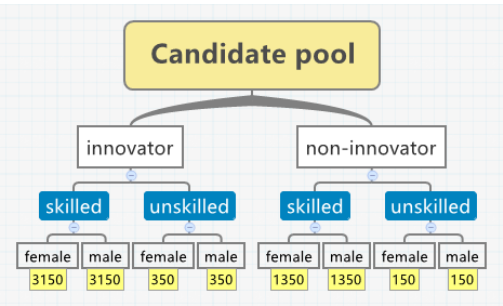 Candidate pool
innovator non-innovator
skilled unskilled skilled unskilled
female male female male female male female male
3150 3150 350 350 1350 1350 150 150